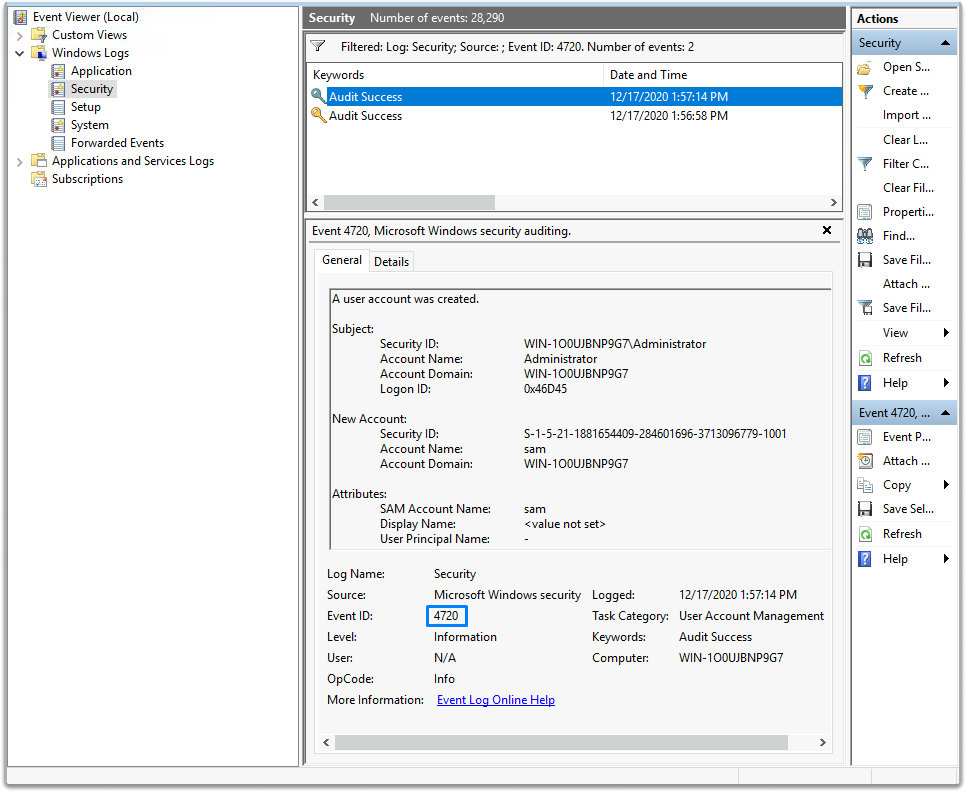 Event Viewer (Local)
Custom Views
Windows Logs
Application
Security
Setup
System
Forwarded Events
Applications and Services Logs
Subscriptions
Security Number of events: 28,290
Filtered: Log: Security; Source: ; Event ID: 4720. Number of events: 2
Keywords Date and Time
Audit Success 12/17/2020 1:57:14 PM
Audit Success 12/17/2020 1:56:58 PM
Event 4720, Microsoft Windows security auditing.
General Details
A user account was created.
Subject:
Security ID: WIN-1O0UJBNP9G7\Administrator
Account Name: Administrator
Account Domain: WIN-1O0UJBNP9G7
Logon ID: 0x46D45
New Account:
Security ID: S-1-5-21-1881654409-284601696-3713096779-1001
Account Name: sam
Account Domain: WIN-1O0UJBNP9G7
Attributes:
SAM Account Name: sam
Display Name: <value not set>
User Principal Name: -
Log Name: Security
Source: Microsoft Windows security Logged: 12/17/2020 1:57:14 PM
Event ID: 4720 Task Category: User Account Management
Level: Information Keywords: Audit Success
User: N/A Computer: WIN-1O0UJBNP9G7
OpCode: Info
More Information: Event Log Online Help
Actions
Security
Open S...
Create ...
Import ...
Clear L...
Filter C...
Clear Fil...
Properti...
Find...
Save Fil...
Attach ...
Save Fil...
View
Refresh
Help
Event 4720, ...
Event P...
Attach ...
Copy
Save Sel...
Refresh
Help